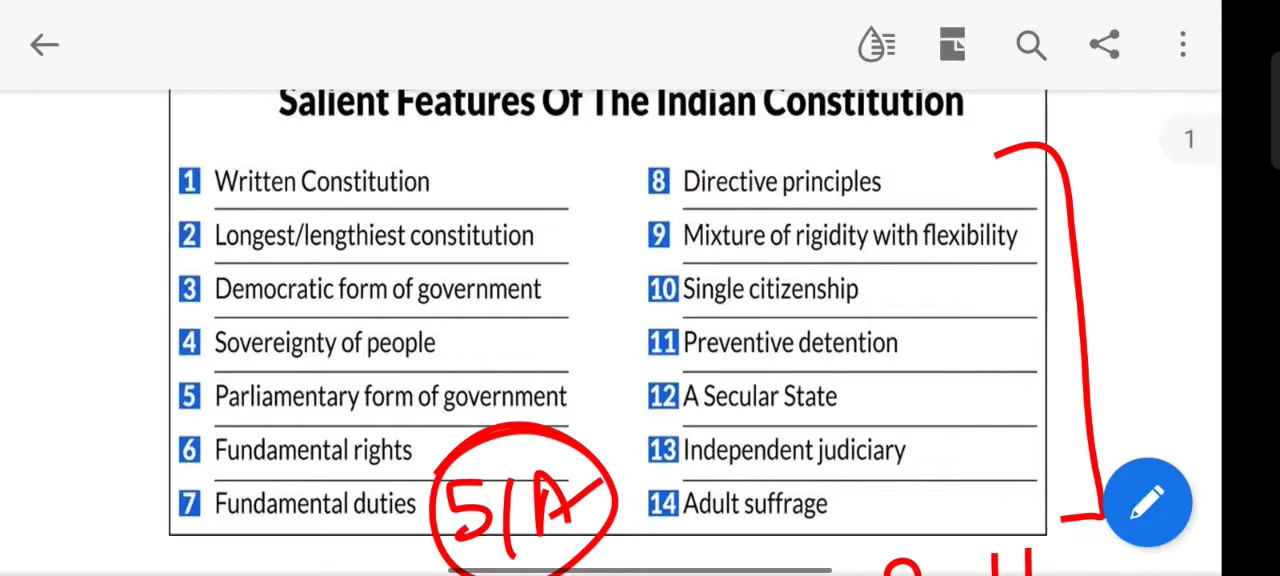 1
Salient Features Of The Indian Constitution
1 Written Constitution
2 Longest/lengthiest constitution
3 Democratic form of government
4 Sovereignty of people
5 Parliamentary form of government
6 Fundamental rights
7 Fundamental duties
51A
8 Directive principles
9 Mixture of rigidity with flexibility
10 Single citizenship
11 Preventive detention
12 A Secular State
13 Independent judiciary
14 Adult suffrage